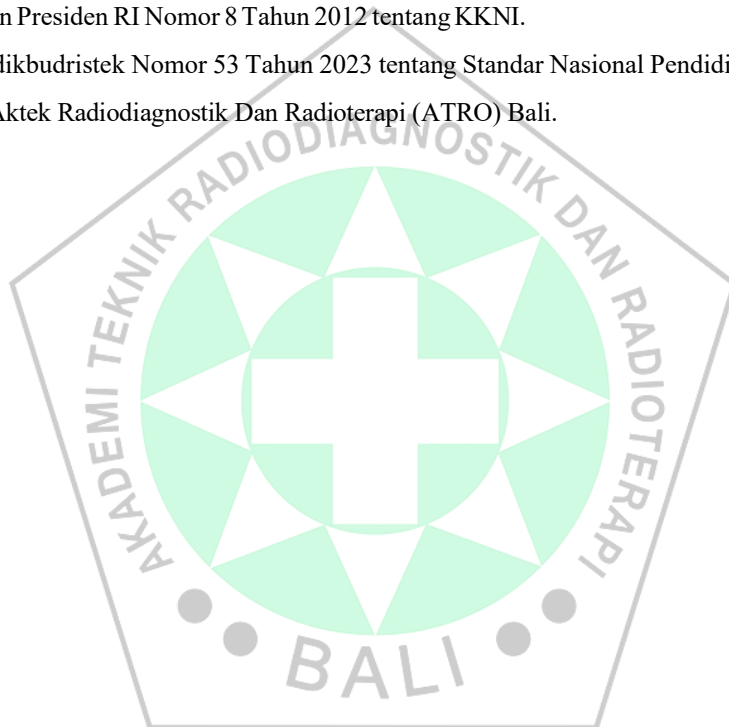 n Presiden RI Nomor 8 Tahun 2012 tentang KKNI.
dikbudristek Nomor 53 Tahun 2023 tentang Standar Nasional Pendidi
Aktek Radiodiagnostik Dan Radioterapi (ATRO) Bali.
AKADEMI TEKNIK RADIODIAGNOSTIK DAN RADIOTERAPI
BALI